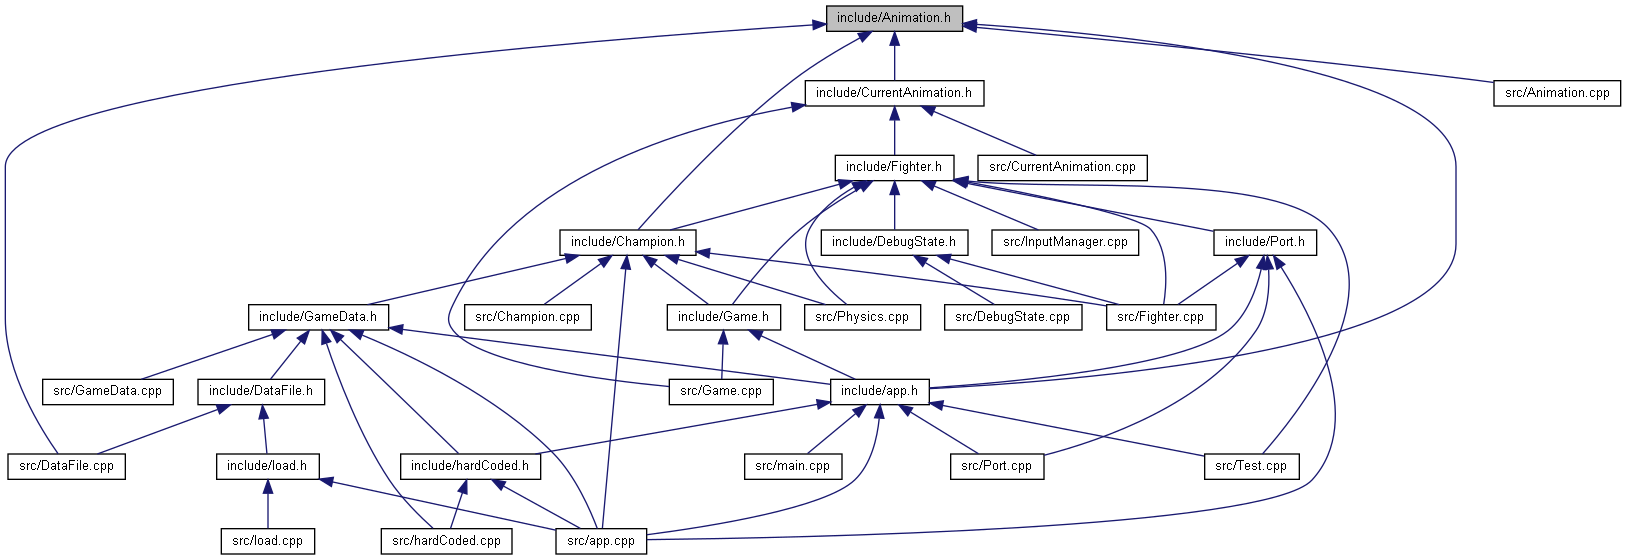 include/Animation.h
include/CurrentAnimation.h
src/Animation.cpp
include/Fighter.h
src/CurrentAnimation.cpp
include/Champion.h
include/DebugState.h
src/InputManager.cpp
include/Port.h
include/GameData.h
src/Champion.cpp
include/Game.h
src/Physics.cpp
src/DebugState.cpp
src/Fighter.cpp
src/GameData.cpp
include/DataFile.h
src/Game.cpp
include/app.h
src/DataFile.cpp
include/load.h
include/hardCoded.h
src/main.cpp
src/Port.cpp
src/Test.cpp
src/load.cpp
src/hardCoded.cpp
src/app.cpp